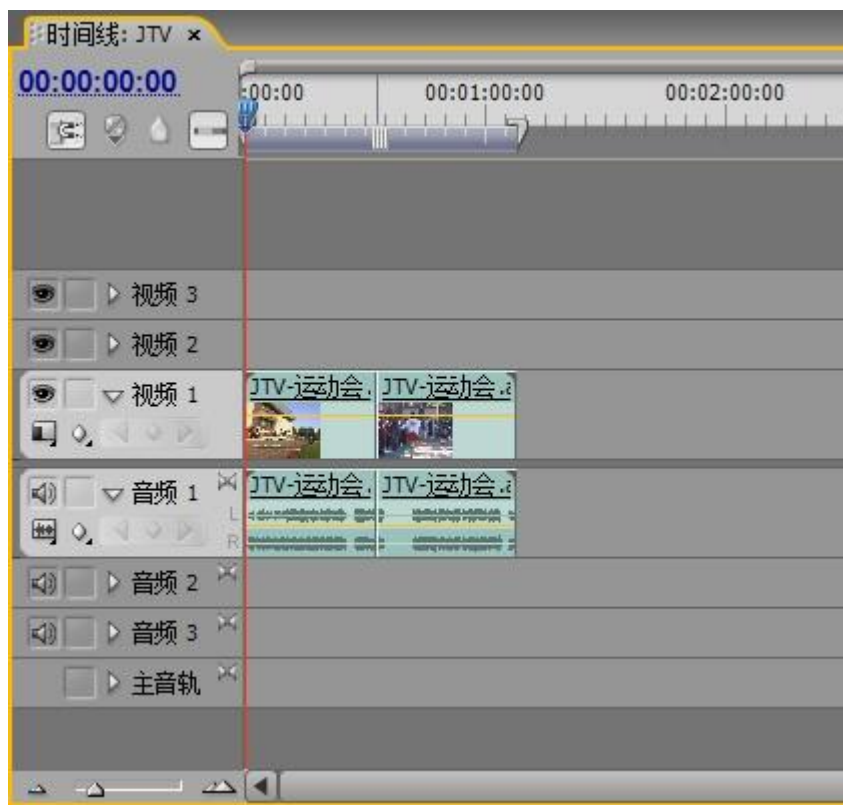 时间线: JTV ×
00:00:00:00
:00:00 00:01:00:00 00:02:00:00
视频 3
视频 2
视频 1
JTV-运动会. JTV-运动会.a
音频 1
JTV-运动会. JTV-运动会.a
L
R
音频 2
音频 3
主音轨